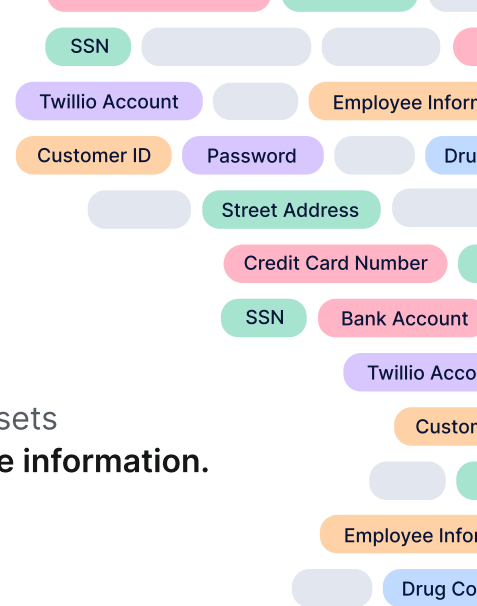 SSN
Twillio Account Employee Infor
Customer ID Password Dru
Street Address
Credit Card Number
SSN Bank Account
Twillio Acco
sets
Custo
e information.
Employee Infor
Drug Co